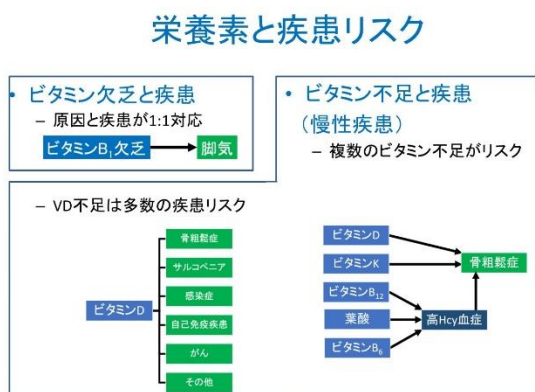 栄養素と疾患リスク
• ビタミン欠乏と疾患
– 原因と疾患が1:1対応
ビタミンB₁欠乏
脚気
• ビタミン不足と疾患
（慢性疾患）
– 複数のビタミン不足がリスク
– VD不足は多数の疾患リスク
ビタミンD
骨粗鬆症
サルコペニア
感染症
自己免疫疾患
がん
その他
ビタミンD
ビタミンK
ビタミンB₁₂
葉酸
ビタミンB₆
骨粗鬆症
高Hcy血症